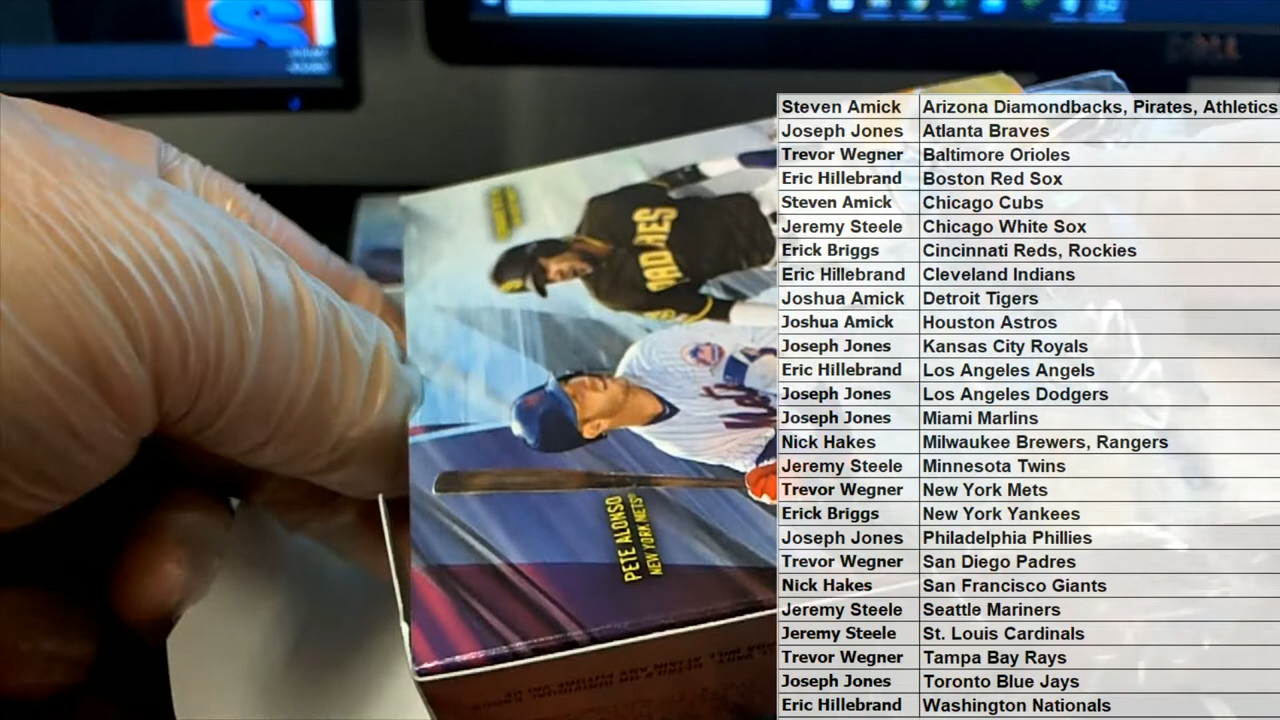 Steven Amick Arizona Diamondbacks, Pirates, Athletics
Joseph Jones Atlanta Braves
Trevor Wegner Baltimore Orioles
Eric Hillebrand Boston Red Sox
Steven Amick Chicago Cubs
Jeremy Steele Chicago White Sox
Erick Briggs Cincinnati Reds, Rockies
Eric Hillebrand Cleveland Indians
Joshua Amick Detroit Tigers
Joshua Amick Houston Astros
Joseph Jones Kansas City Royals
Eric Hillebrand Los Angeles Angels
Joseph Jones Los Angeles Dodgers
Joseph Jones Miami Marlins
Nick Hakes Milwaukee Brewers, Rangers
Jeremy Steele Minnesota Twins
Trevor Wegner New York Mets
Erick Briggs New York Yankees
Joseph Jones Philadelphia Phillies
Trevor Wegner San Diego Padres
Nick Hakes San Francisco Giants
Jeremy Steele Seattle Mariners
Jeremy Steele St. Louis Cardinals
Trevor Wegner Tampa Bay Rays
Joseph Jones Toronto Blue Jays
Eric Hillebrand Washington Nationals
PADRES
PETE ALONSO
NEW YORK METS®